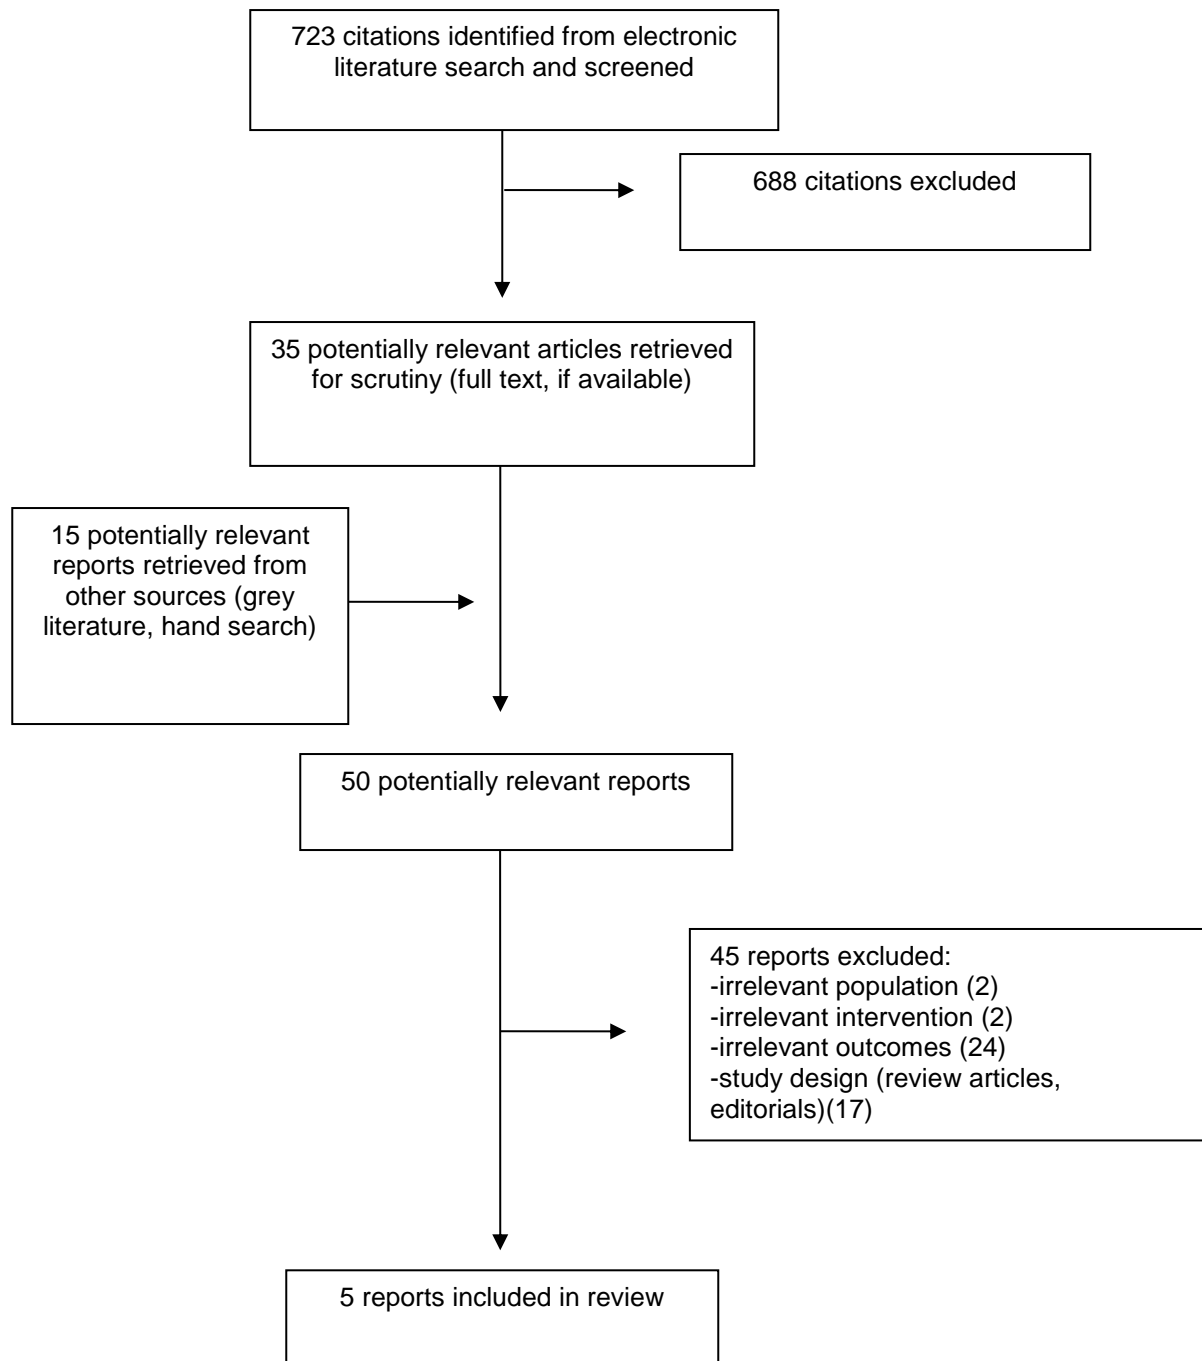 723 citations identified from electronic
literature search and screened
688 citations excluded
35 potentially relevant articles retrieved
for scrutiny (full text, if available)
15 potentially relevant
reports retrieved from
other sources (grey
literature, hand search)
50 potentially relevant reports
45 reports excluded:
-irrelevant population (2)
-irrelevant intervention (2)
-irrelevant outcomes (24)
-study design (review articles,
editorials)(17)
5 reports included in review